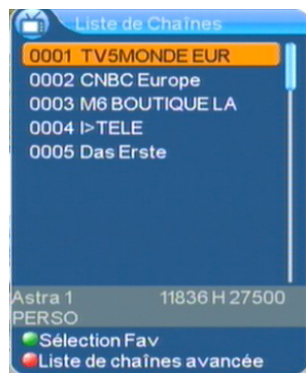 Liste de Chaînes
0001 TV5MONDE EUR
0002 CNBC Europe
0003 M6 BOUTIQUE LA
0004 I>TELE
0005 Das Erste
Astra 1 11836 H 27500
PERSO
Sélection Fav
Liste de chaînes avancée